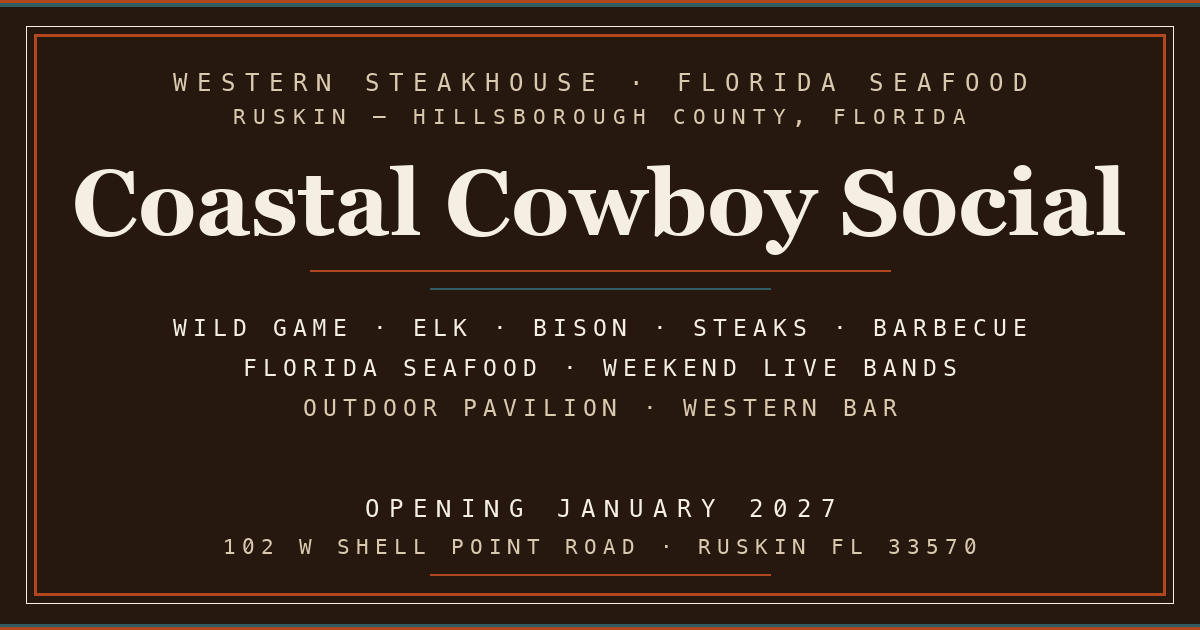 WESTERN STEAKHOUSE · FLORIDA SEAFOOD
RUSKIN — HILLSBOROUGH COUNTY, FLORIDA
Coastal Cowboy Social
WILD GAME · ELK · BISON · STEAKS · BARBECUE
FLORIDA SEAFOOD · WEEKEND LIVE BANDS
OUTDOOR PAVILION · WESTERN BAR
OPENING JANUARY 2027
102 W SHELL POINT ROAD · RUSKIN FL 33570